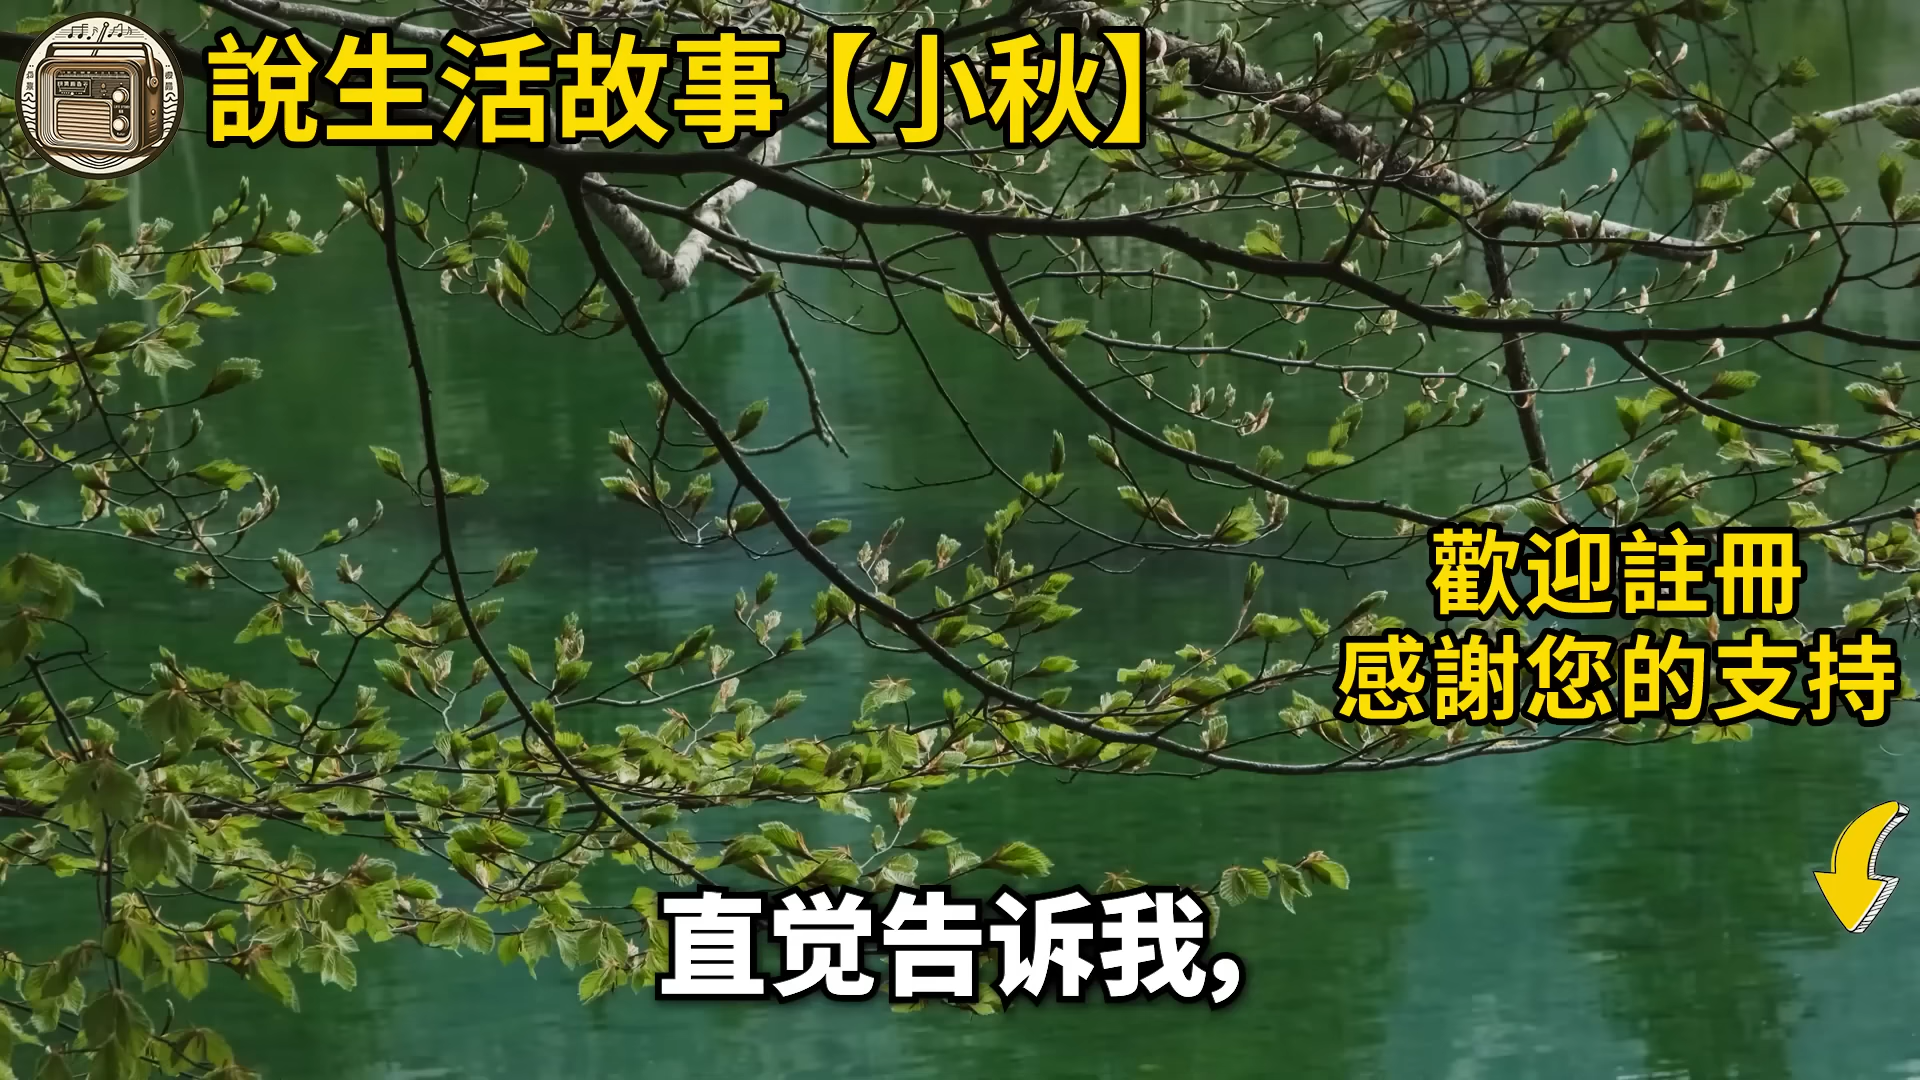 說生活故事【小秋】
歡迎註冊
感謝您的支持
直觉告诉我,